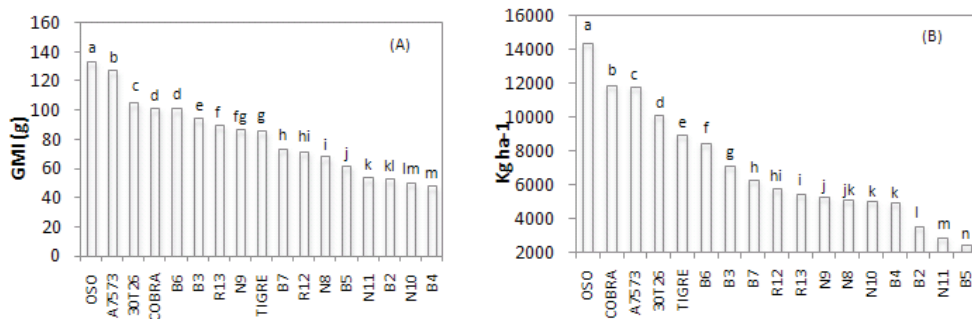 160
140
120
100
80
60
40
20
0
GMI (g)
(A)
a b c d d e f fg g h hi i j k kl lm m
OSO A7573 30T26 COBRA B6 B3 R13 N9 TIGRE B7 R12 N8 B5 N11 B2 N10 B4
16000
14000
12000
10000
8000
6000
4000
2000
Kg ha-1
(B)
a b c d e f g h hi i j jk k k l m n
OSO COBRA A7573 30T26 TIGRE B6 B3 B7 R12 R13 N9 N8 N10 B4 B2 N11 B5